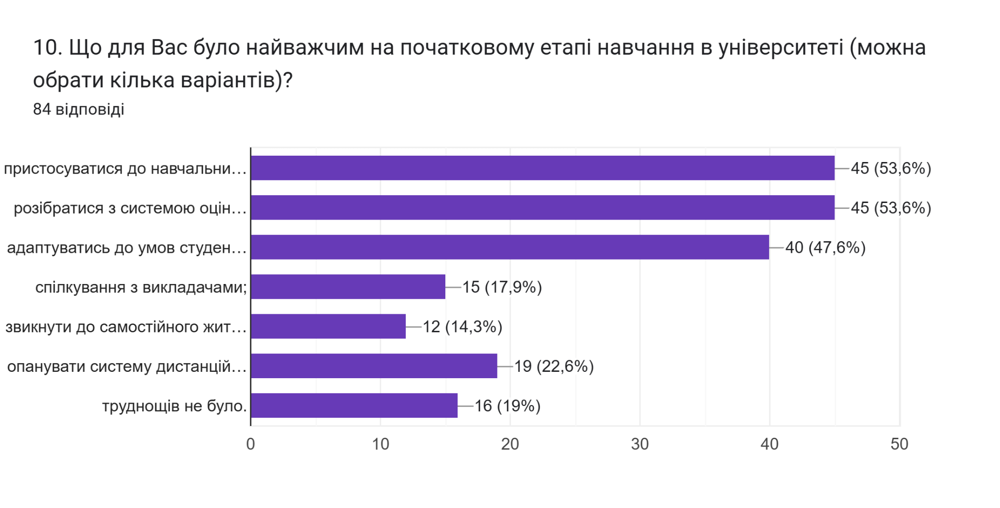 10. Що для Вас було найважчим на початковому етапі навчання в університеті (можна
обрати кілька варіантів)?
84 відповіді
пристосуватися до навчальни… 45 (53,6%)
розібратися з системою оцін… 45 (53,6%)
адаптуватись до умов студен… 40 (47,6%)
спілкування з викладачами; 15 (17,9%)
звикнути до самостійного жит… 12 (14,3%)
опанувати систему дистанцій… 19 (22,6%)
труднощів не було. 16 (19%)
0 10 20 30 40 50